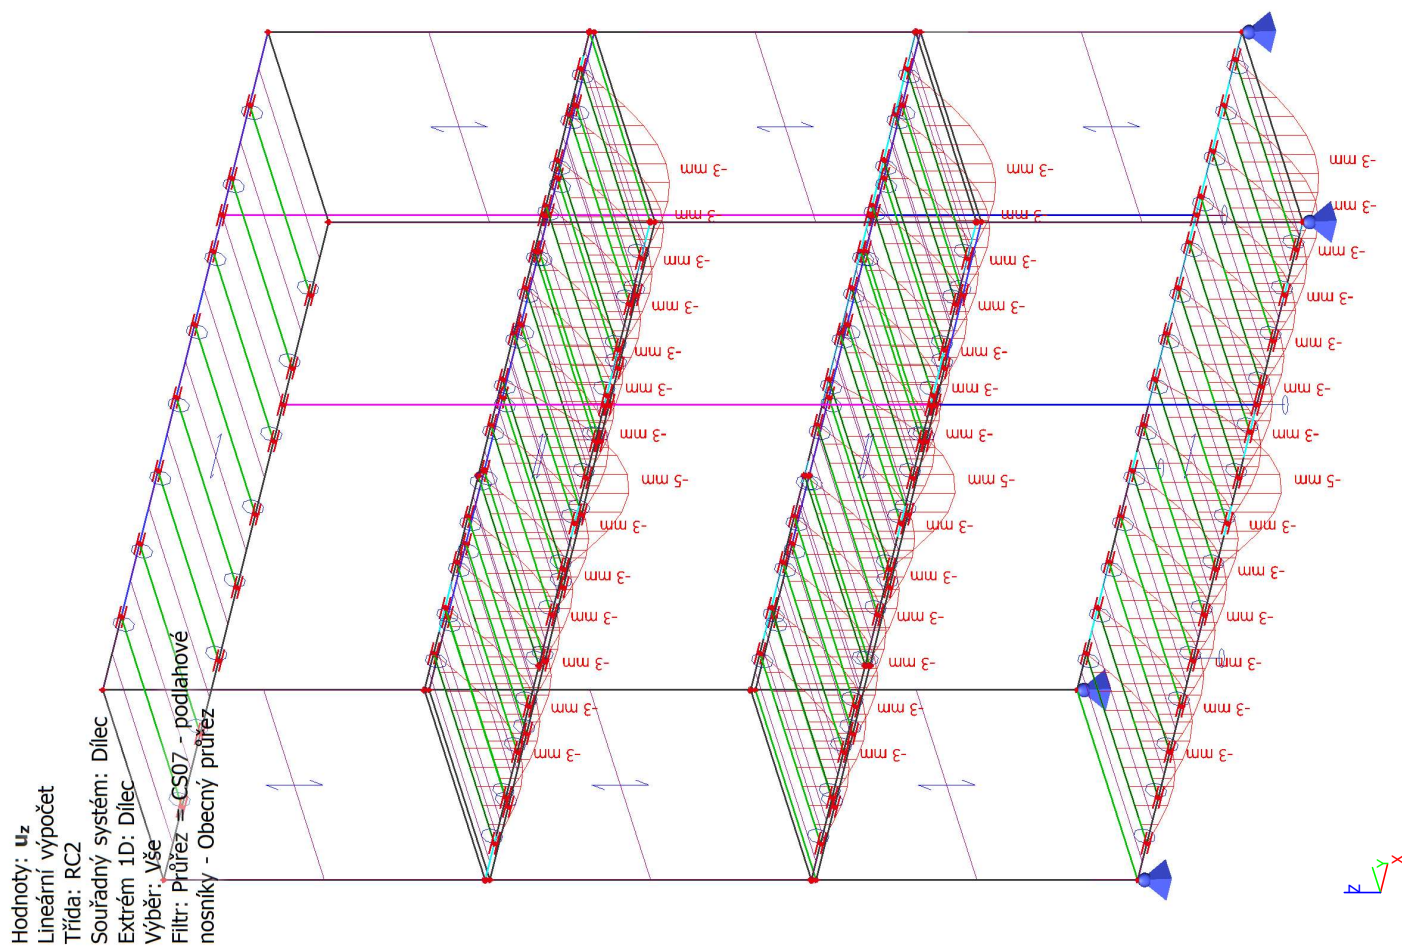 Hodnoty: uz
Lineární výpočet
Třída: RC2
Souřadný systém: Dílec
Extrém 1D: Dílec
Výběr: Vše
Filtr: Průřez = CS07 - podlahové
nosníky - Obecný průřez
-3 mm
-3 mm
-3 mm
-3 mm
-3 mm
-3 mm
-3 mm
-5 mm
-3 mm
-3 mm
-3 mm
-3 mm
-3 mm
-3 mm
-3 mm
-3 mm
-3 mm
-3 mm
-3 mm
-3 mm
-3 mm
-5 mm
-3 mm
-3 mm
-3 mm
-3 mm
-3 mm
-3 mm
-3 mm
-3 mm
-3 mm
-3 mm
-3 mm
-3 mm
-3 mm
-5 mm
-3 mm
-3 mm
-3 mm
-3 mm
-3 mm
-3 mm
Z
Y
X